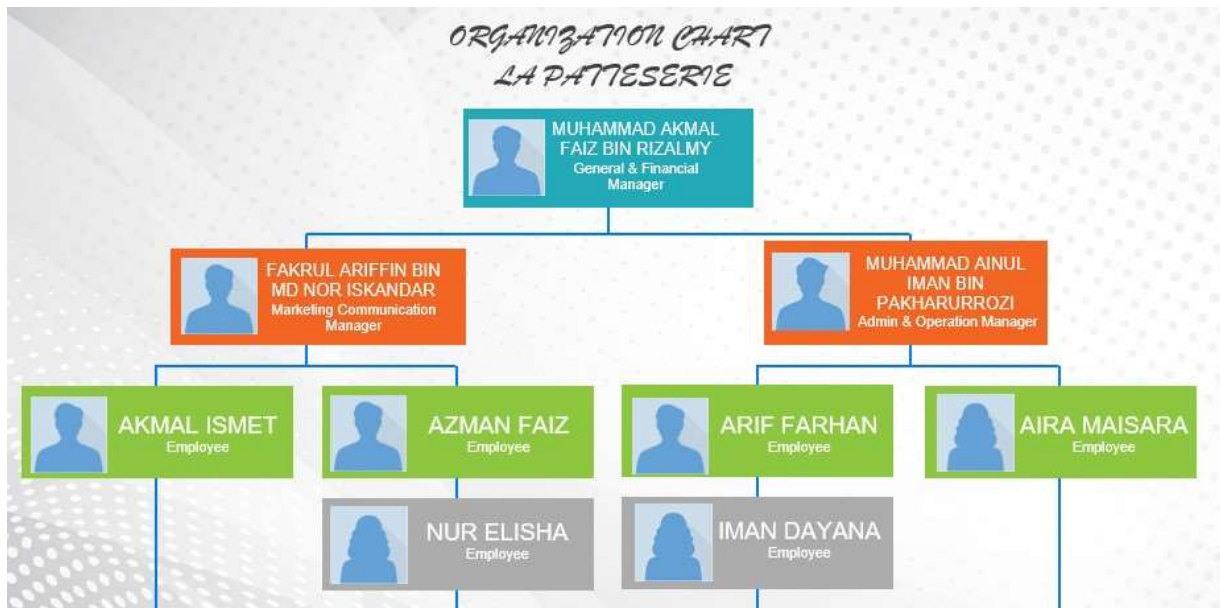 ORGANIZATION CHART
LA PATTESERIE
MUHAMMAD AKMAL
FAIZ BIN RIZALMY
General & Financial
Manager
FAKRUL ARIFFIN BIN
MD NOR ISKANDAR
Marketing Communication
Manager
MUHAMMAD AINUL
IMAN BIN
PAKHARURROZI
Admin & Operation Manager
AKMAL ISMET
Employee
AZMAN FAIZ
Employee
ARIF FARHAN
Employee
AIRA MAISARA
Employee
NUR ELISHA
Employee
IMAN DAYANA
Employee